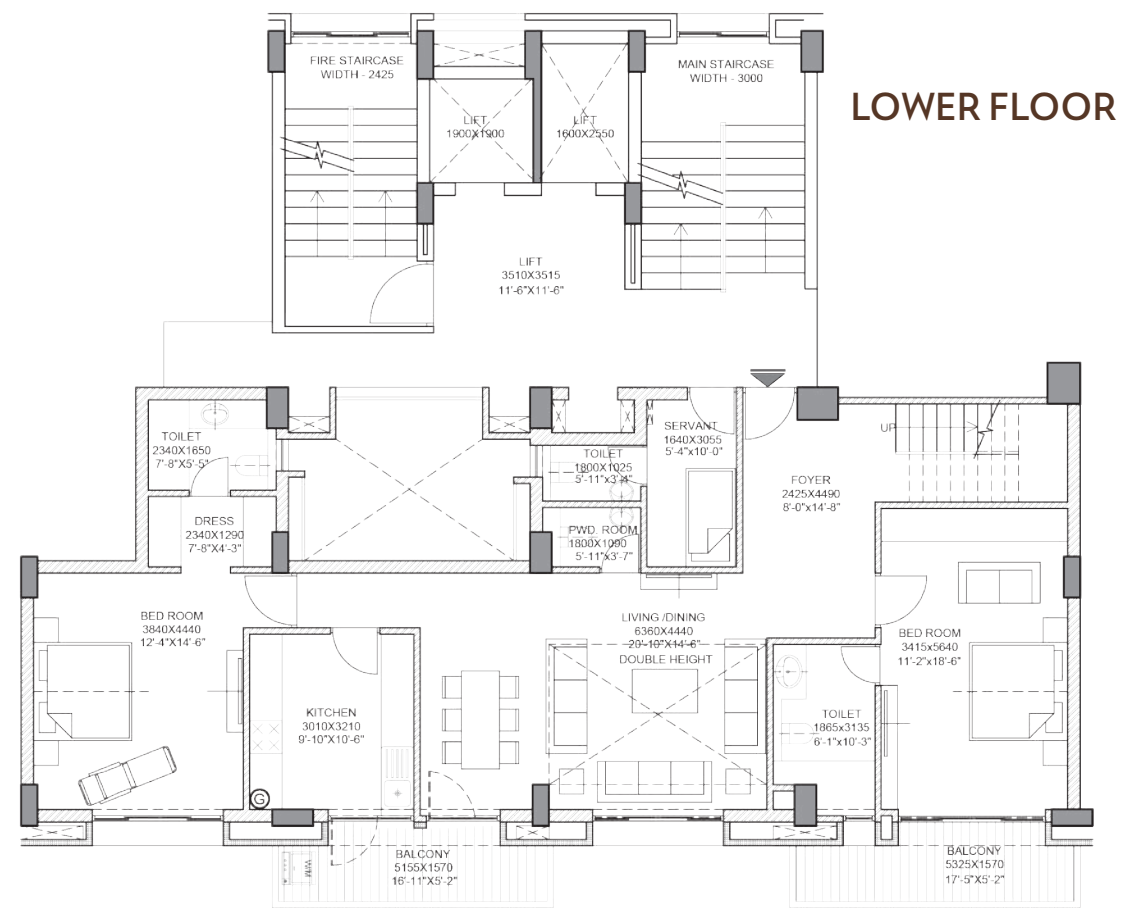 FIRE STAIRCASE
WIDTH - 2425
MAIN STAIRCASE
WIDTH - 3000
LOWER FLOOR
LIFT
1900X1900
LIFT
1600X2550
LIFT
3510X3515
11'-6"X11'-6"
TOILET
2340X1650
7'-8"X5'-5"
SERVANT
1640X3055
5'-4"x10'-0"
UP
TOILET
1800X1025
5'-11"x3'-4"
FOYER
2425X4490
8'-0"x14'-8"
DRESS
2340X1290
7'-8"X4'-3"
PWD. ROOM
1800X1090
5'-11"x3'-7"
BED ROOM
3840X4440
12'-4"X14'-6"
LIVING /DINING
6360X4440
20'-10"X14'-6"
DOUBLE HEIGHT
BED ROOM
3415x5640
11'-2"x18'-6"
KITCHEN
3010X3210
9'-10"X10'-6"
TOILET
1865x3135
6'-1"x10'-3"
G
BALCONY
5155X1570
16'-11"X5'-2"
W/M
BALCONY
5325X1570
17'-5"X5'-2"